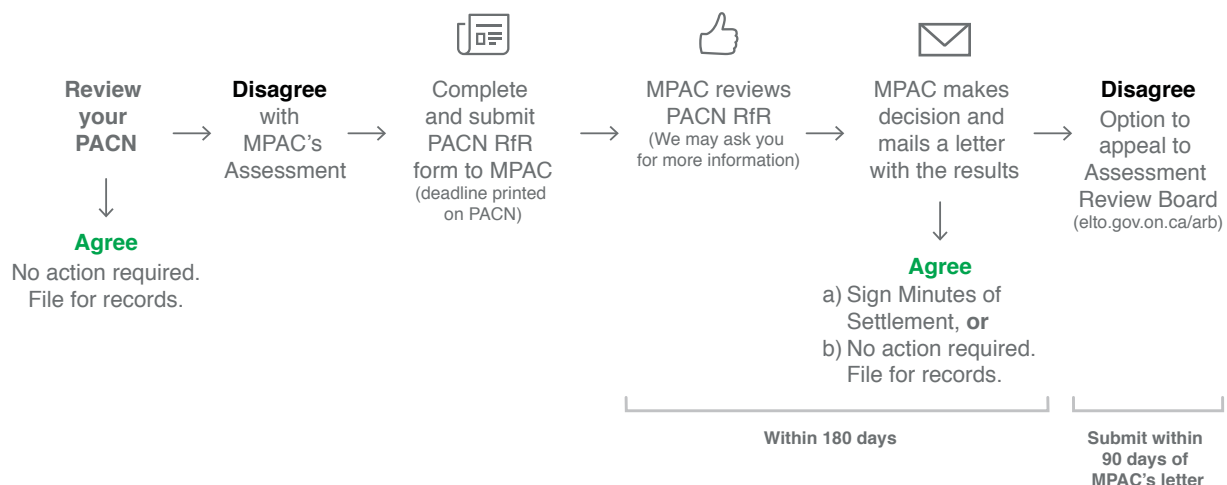 Review
your
PACN
Agree
No action required.
File for records.
Disagree
with
MPAC's
Assessment
Complete
and submit
PACN RfR
form to MPAC
(deadline printed
on PACN)
MPAC reviews
PACN RfR
(We may ask you
for more information)
MPAC makes
decision and
mails a letter
with the results
Agree
a) Sign Minutes of
Settlement, or
b) No action required.
File for records.
Disagree
Option to
appeal to
Assessment
Review Board
(elto.gov.on.ca/arb)
Within 180 days
Submit within
90 days of
MPAC's letter